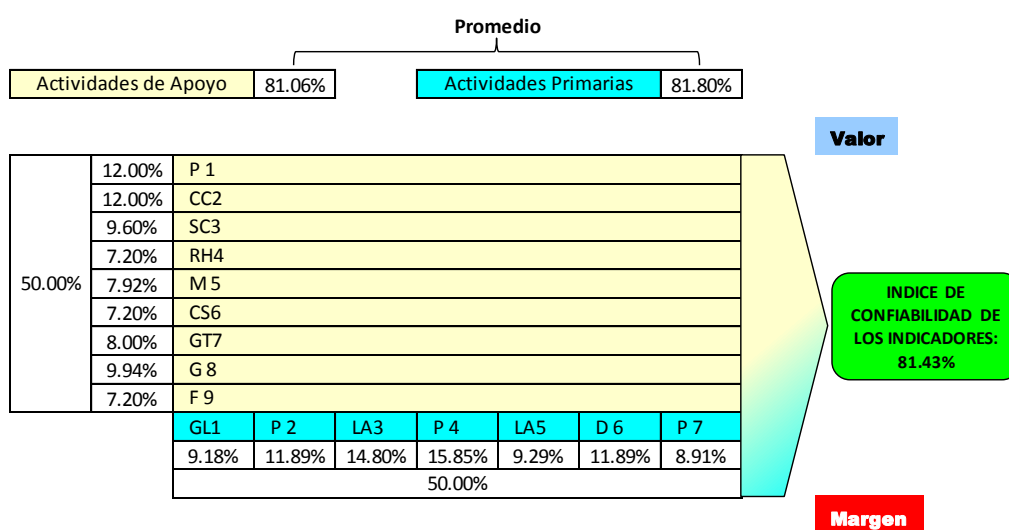 Promedio
Actividades de Apoyo 81.06% Actividades Primarias 81.80%
Valor
12.00% P 1
12.00% CC2
9.60% SC3
7.20% RH4
50.00% 7.92% M 5
7.20% CS6
8.00% GT7
9.94% G 8
7.20% F 9
INDICE DE
CONFIABILIDAD DE
LOS INDICADORES:
81.43%
GL1 P 2 LA3 P 4 LA5 D 6 P 7
9.18% 11.89% 14.80% 15.85% 9.29% 11.89% 8.91%
50.00%
Margen